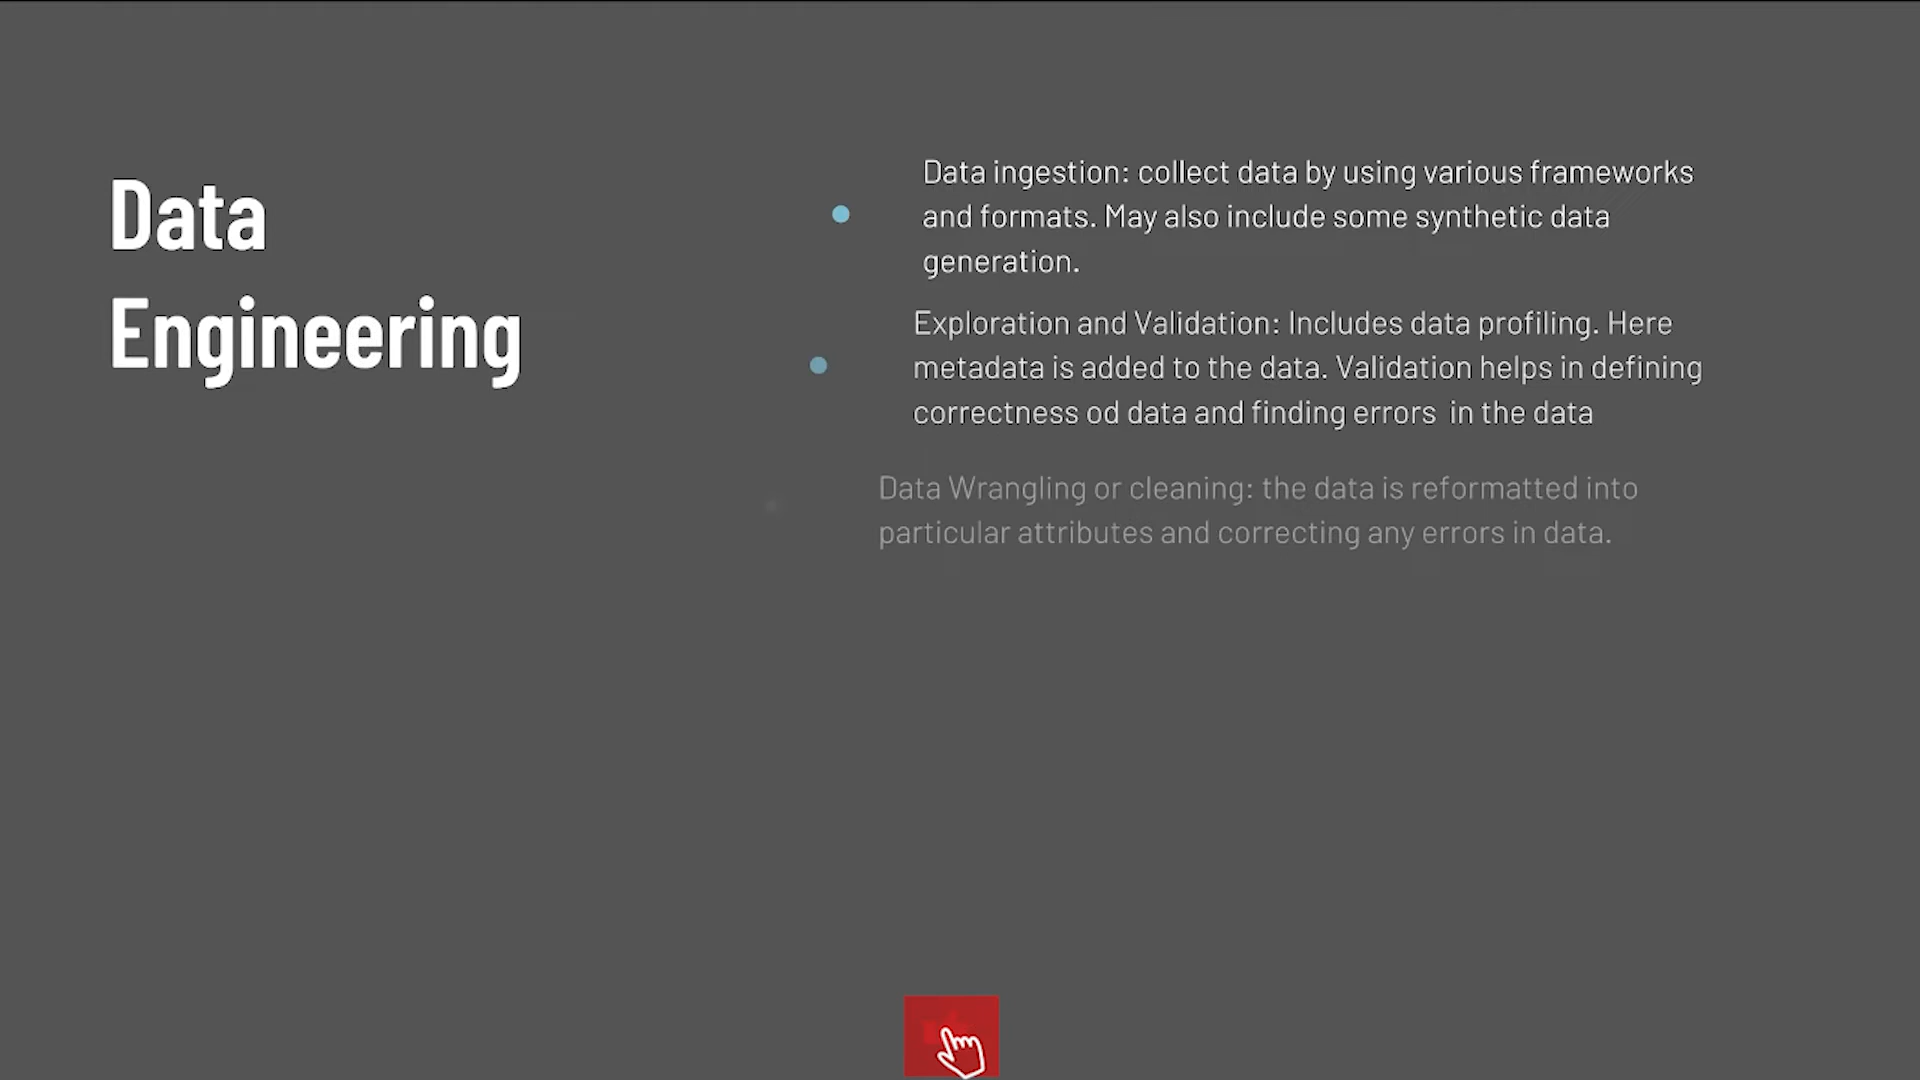 Data
Engineering
Data ingestion: collect data by using various frameworks
and formats. May also include some synthetic data
generation.
Exploration and Validation: Includes data profiling. Here
metadata is added to the data. Validation helps in defining
correctness od data and finding errors  in the data
Data Wrangling or cleaning: the data is reformatted into
particular attributes and correcting any errors in data.